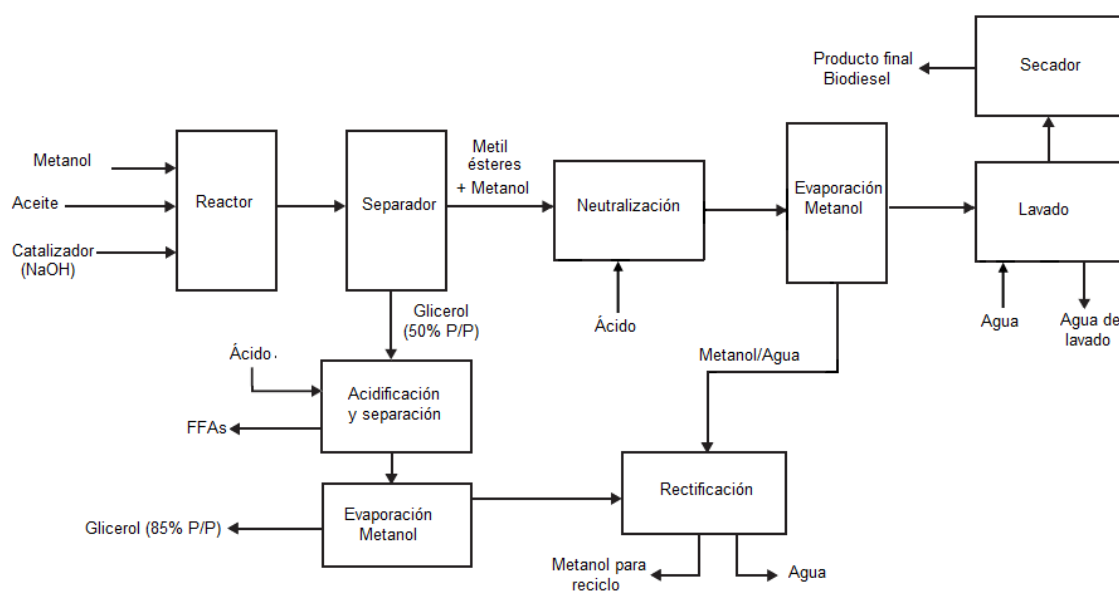 Producto final
Biodiesel
Secador
Metanol
Aceite
Catalizador
(NaOH)
Reactor
Separador
Metil
ésteres
+ Metanol
Neutralización
Evaporación
Metanol
Lavado
Ácido
Agua
Agua de
lavado
Glicerol
(50% P/P)
Metanol/Agua
Ácido
Acidificación
y separación
FFAs
Rectificación
Evaporación
Metanol
Glicerol (85% P/P)
Metanol para
reciclo
Agua